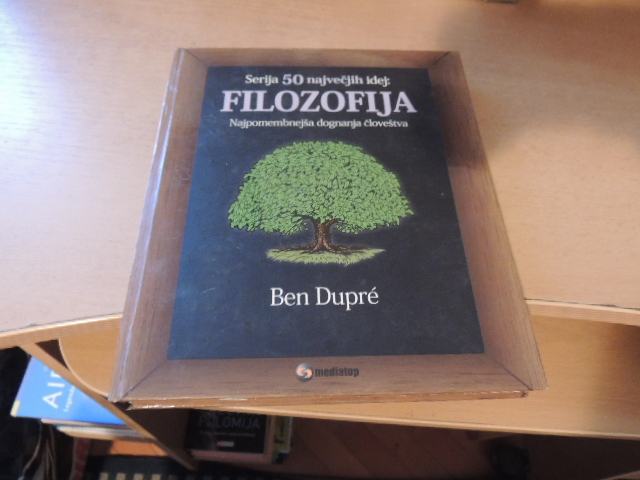 Serija 50 največjih idej:
FILOZOFIJA
Najpomembnejša dognanja človeštva
Ben Dupré
mediatop